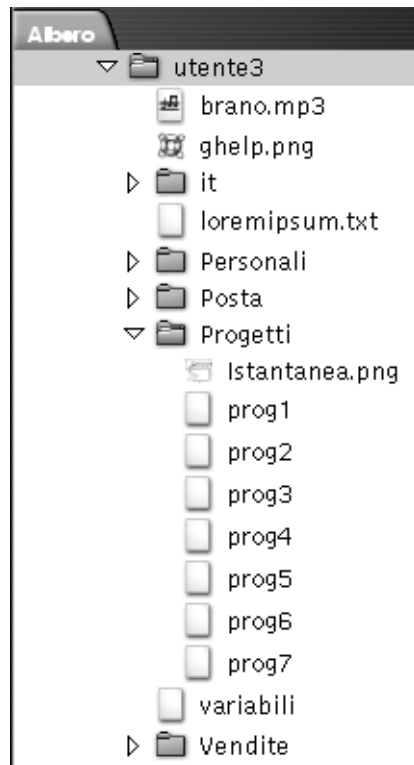 Albero
utente3
brano.mp3
ghelp.png
it
loremipsum.txt
Personali
Posta
Progetti
Istantanea.png
prog1
prog2
prog3
prog4
prog5
prog6
prog7
variabili
Vendite